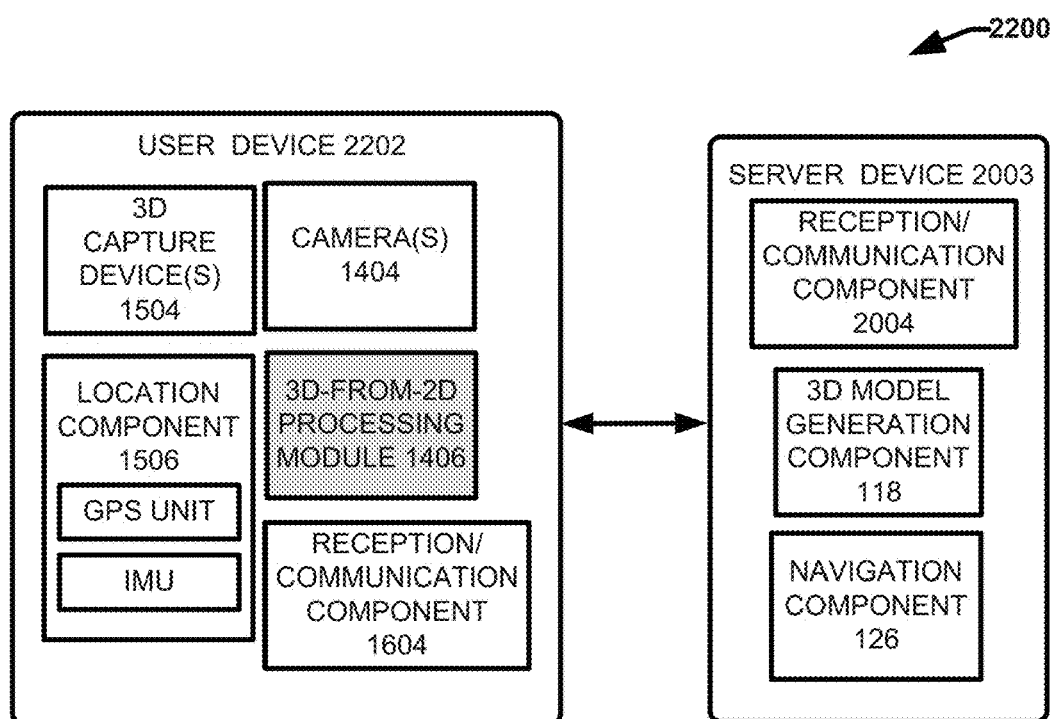 2200
USER DEVICE 2202
3D
CAPTURE
DEVICE(S)
1504
CAMERA(S)
1404
LOCATION
COMPONENT
1506
GPS UNIT
IMU
3D-FROM-2D
PROCESSING
MODULE 1406
RECEPTION/
COMMUNICATION
COMPONENT
1604
SERVER DEVICE 2003
RECEPTION/
COMMUNICATION
COMPONENT
2004
3D MODEL
GENERATION
COMPONENT
118
NAVIGATION
COMPONENT
126